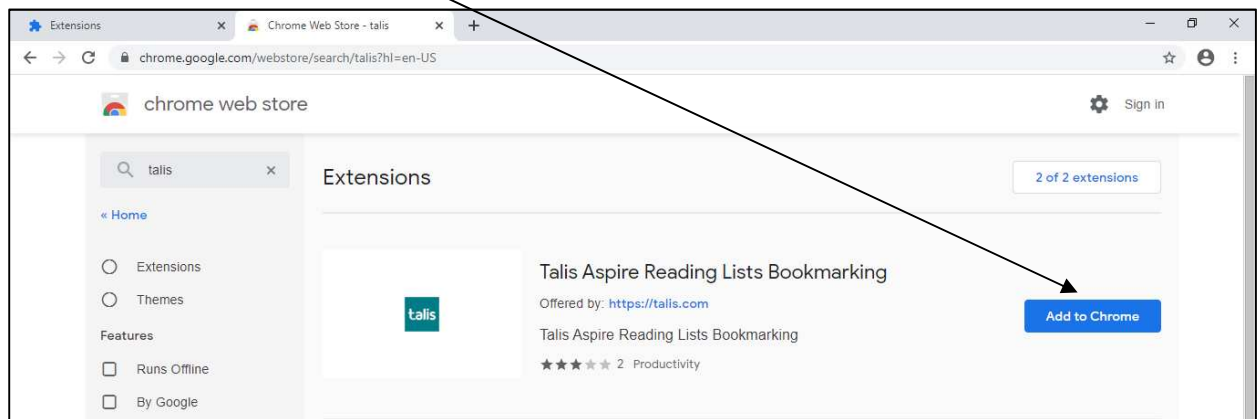 Extensions
Chrome Web Store - talis
chrome.google.com/webstore/search/talis?hl=en-US
chrome web store
Sign in
talis
Extensions
2 of 2 extensions
« Home
Extensions
Themes
Features
Runs Offline
By Google
talis
Talis Aspire Reading Lists Bookmarking
Offered by: https://talis.com
Talis Aspire Reading Lists Bookmarking
2 Productivity
Add to Chrome